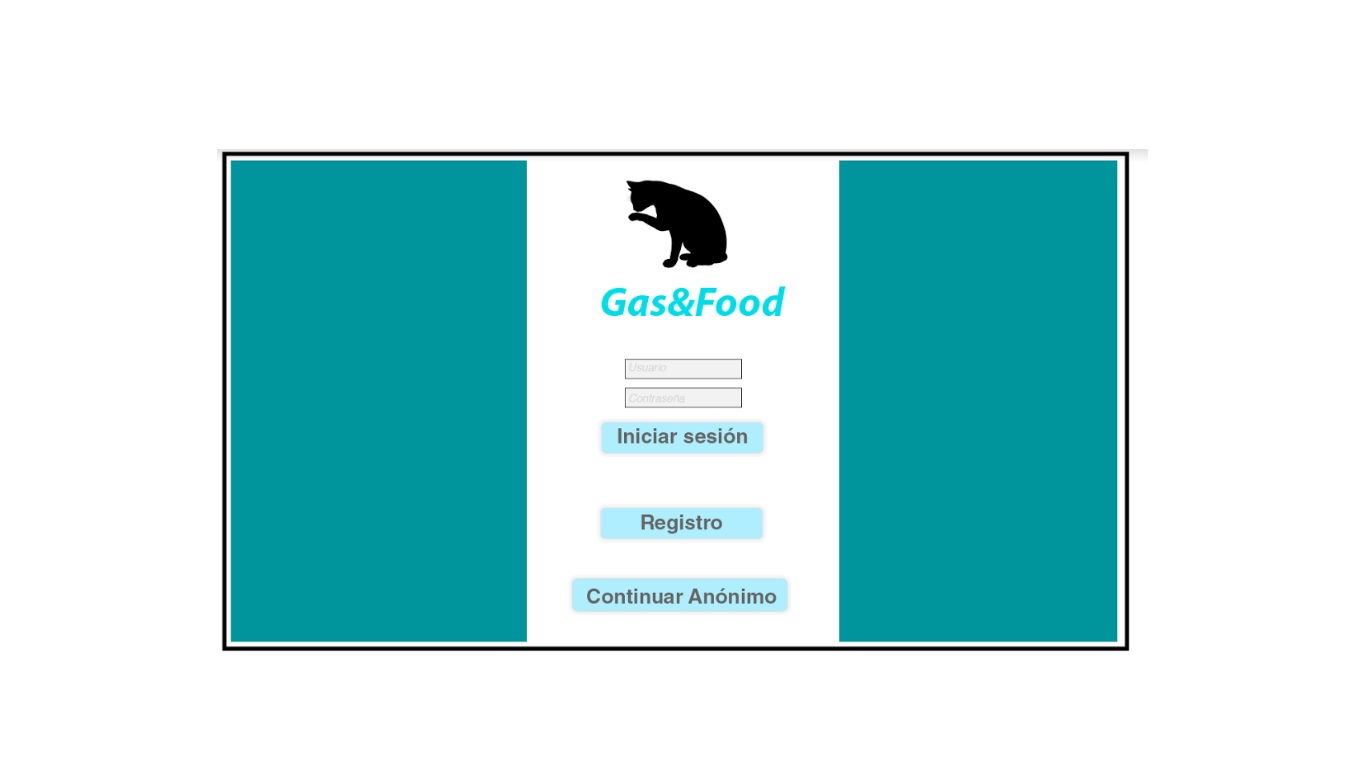 Gas&Food
Usuario
Contraseña
Iniciar sesión
Registro
Continuar Anónimo